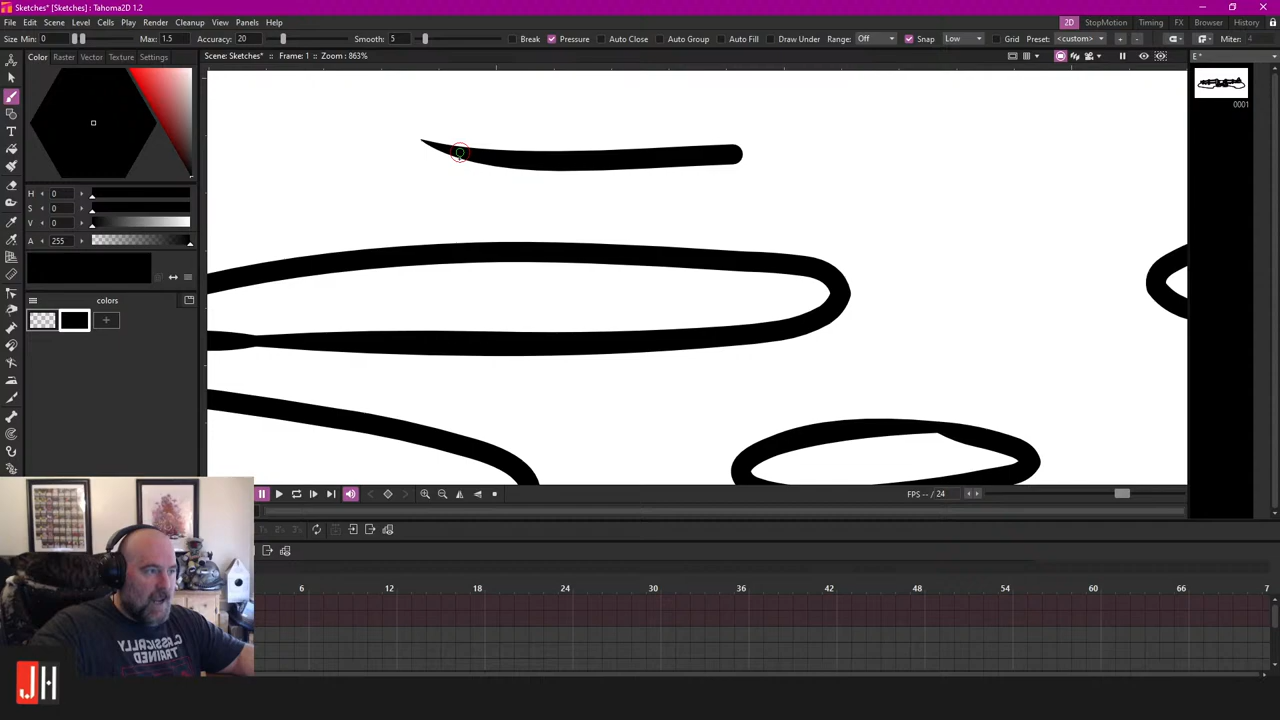 Sketches* [Sketches] : Tahoma2D 1.2
File Edit Scene Level Cells Play Render Cleanup View Panels Help
2D StopMotion Timing FX Browser History
Size Min: 0 Max: 1.5 Accuracy: 20 Smooth: 5 Break Pressure Auto Close Auto Group Auto Fill Draw Under Range: Off Snap Low Grid Preset: <custom> + - Miter: 4
Color Raster Vector Texture Settings
Scene: Sketches* :: Frame: 1 :: Zoom : 863%
E*
0001
H 0
S 0
V 0
A 255
colors
+
FPS -- / 24
6 12 18 24 30 36 42 48 54 60 66 7
CLASSICALLY
TRAINED
JH